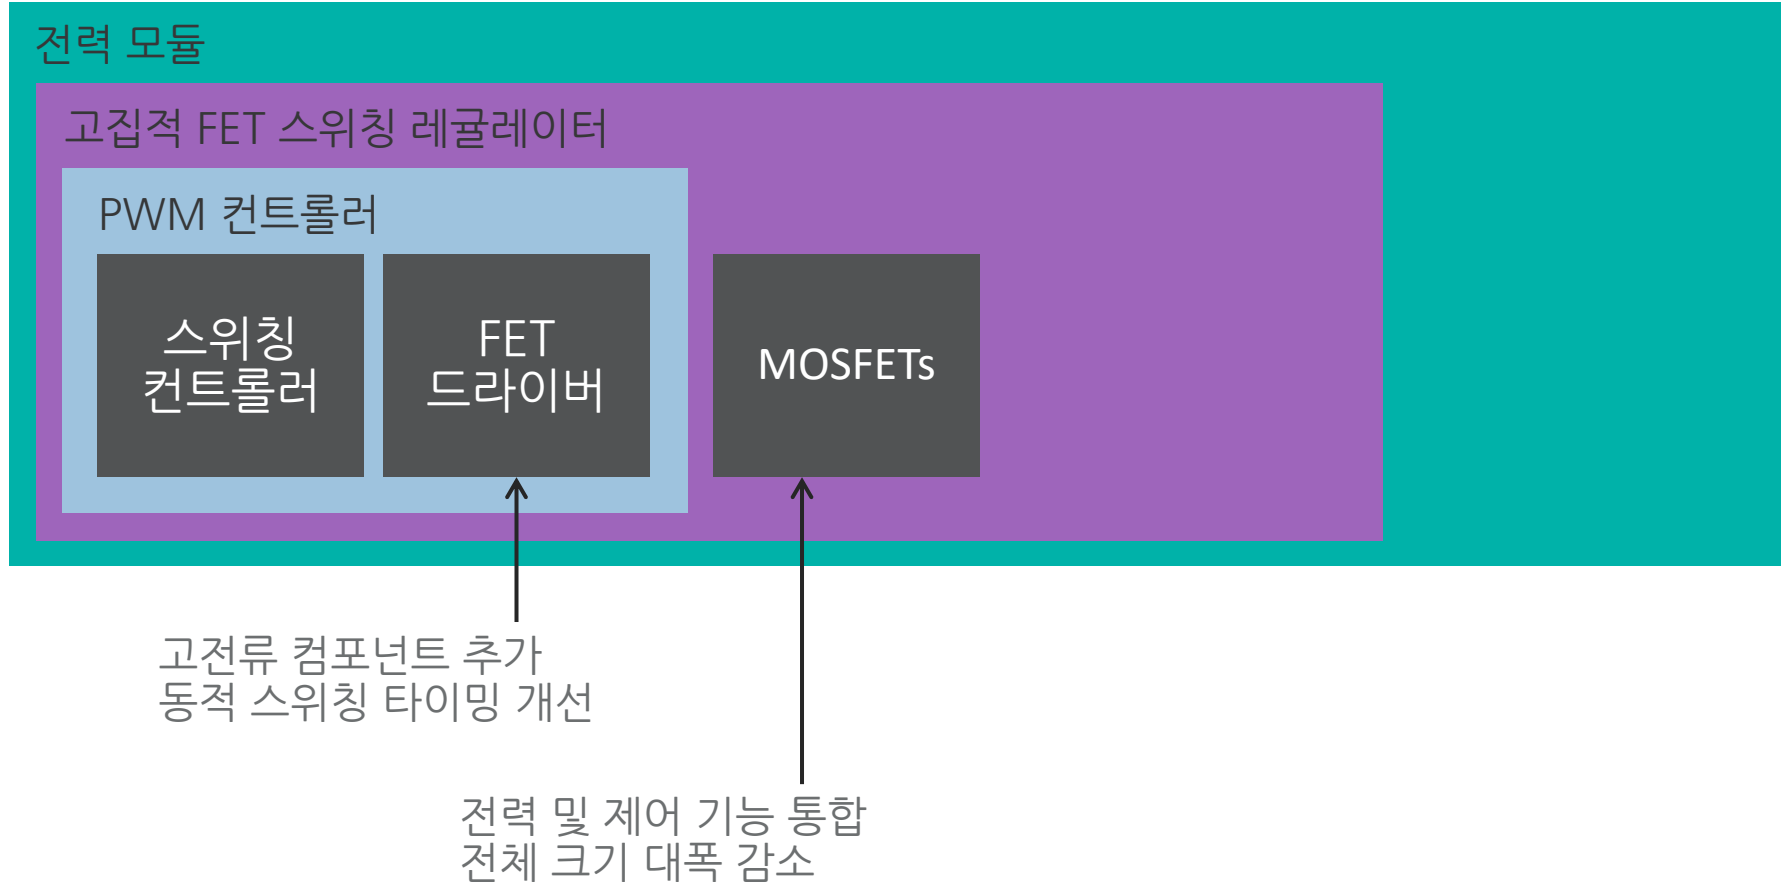 전력 모듈
고집적 FET 스위칭 레귤레이터
PWM 컨트롤러
스위칭
컨트롤러
FET
드라이버
MOSFETs
고전류 컴포넌트 추가
동적 스위칭 타이밍 개선
전력 및 제어 기능 통합
전체 크기 대폭 감소